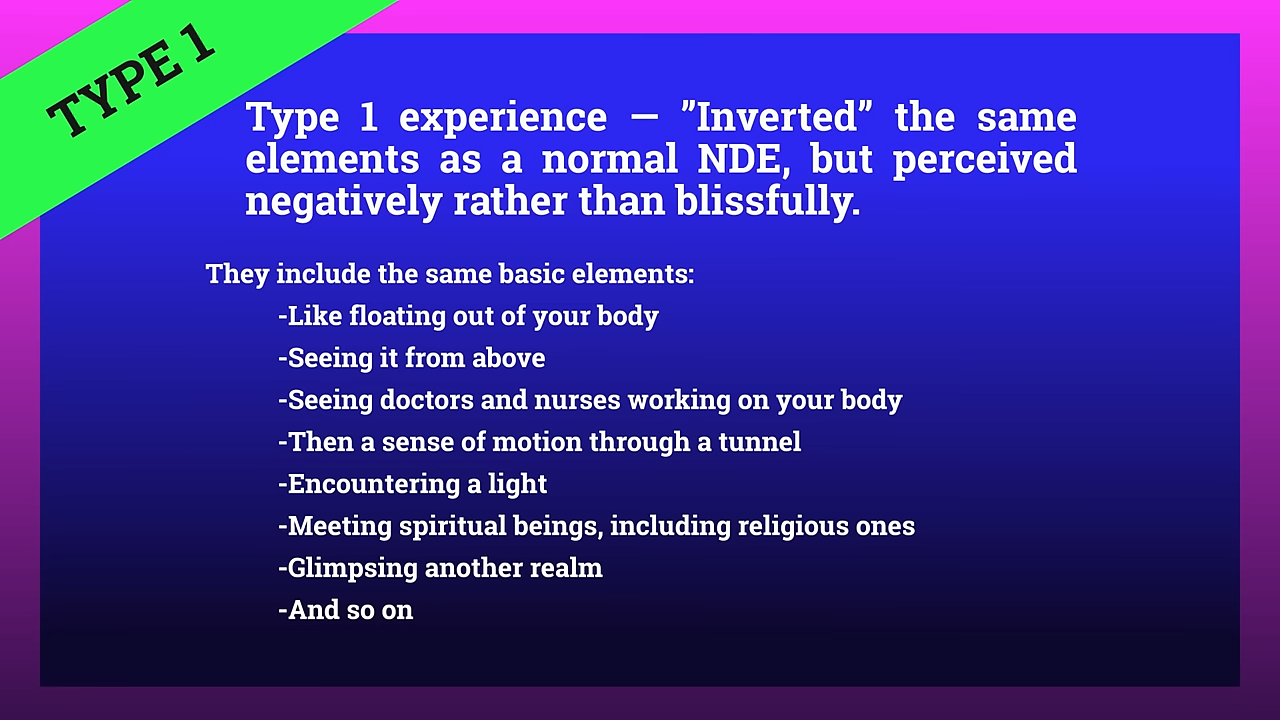 TYPE 1
Type 1 experience — ”Inverted” the same
elements as a normal NDE, but perceived
negatively rather than blissfully.
They include the same basic elements:
-Like floating out of your body
-Seeing it from above
-Seeing doctors and nurses working on your body
-Then a sense of motion through a tunnel
-Encountering a light
-Meeting spiritual beings, including religious ones
-Glimpsing another realm
-And so on